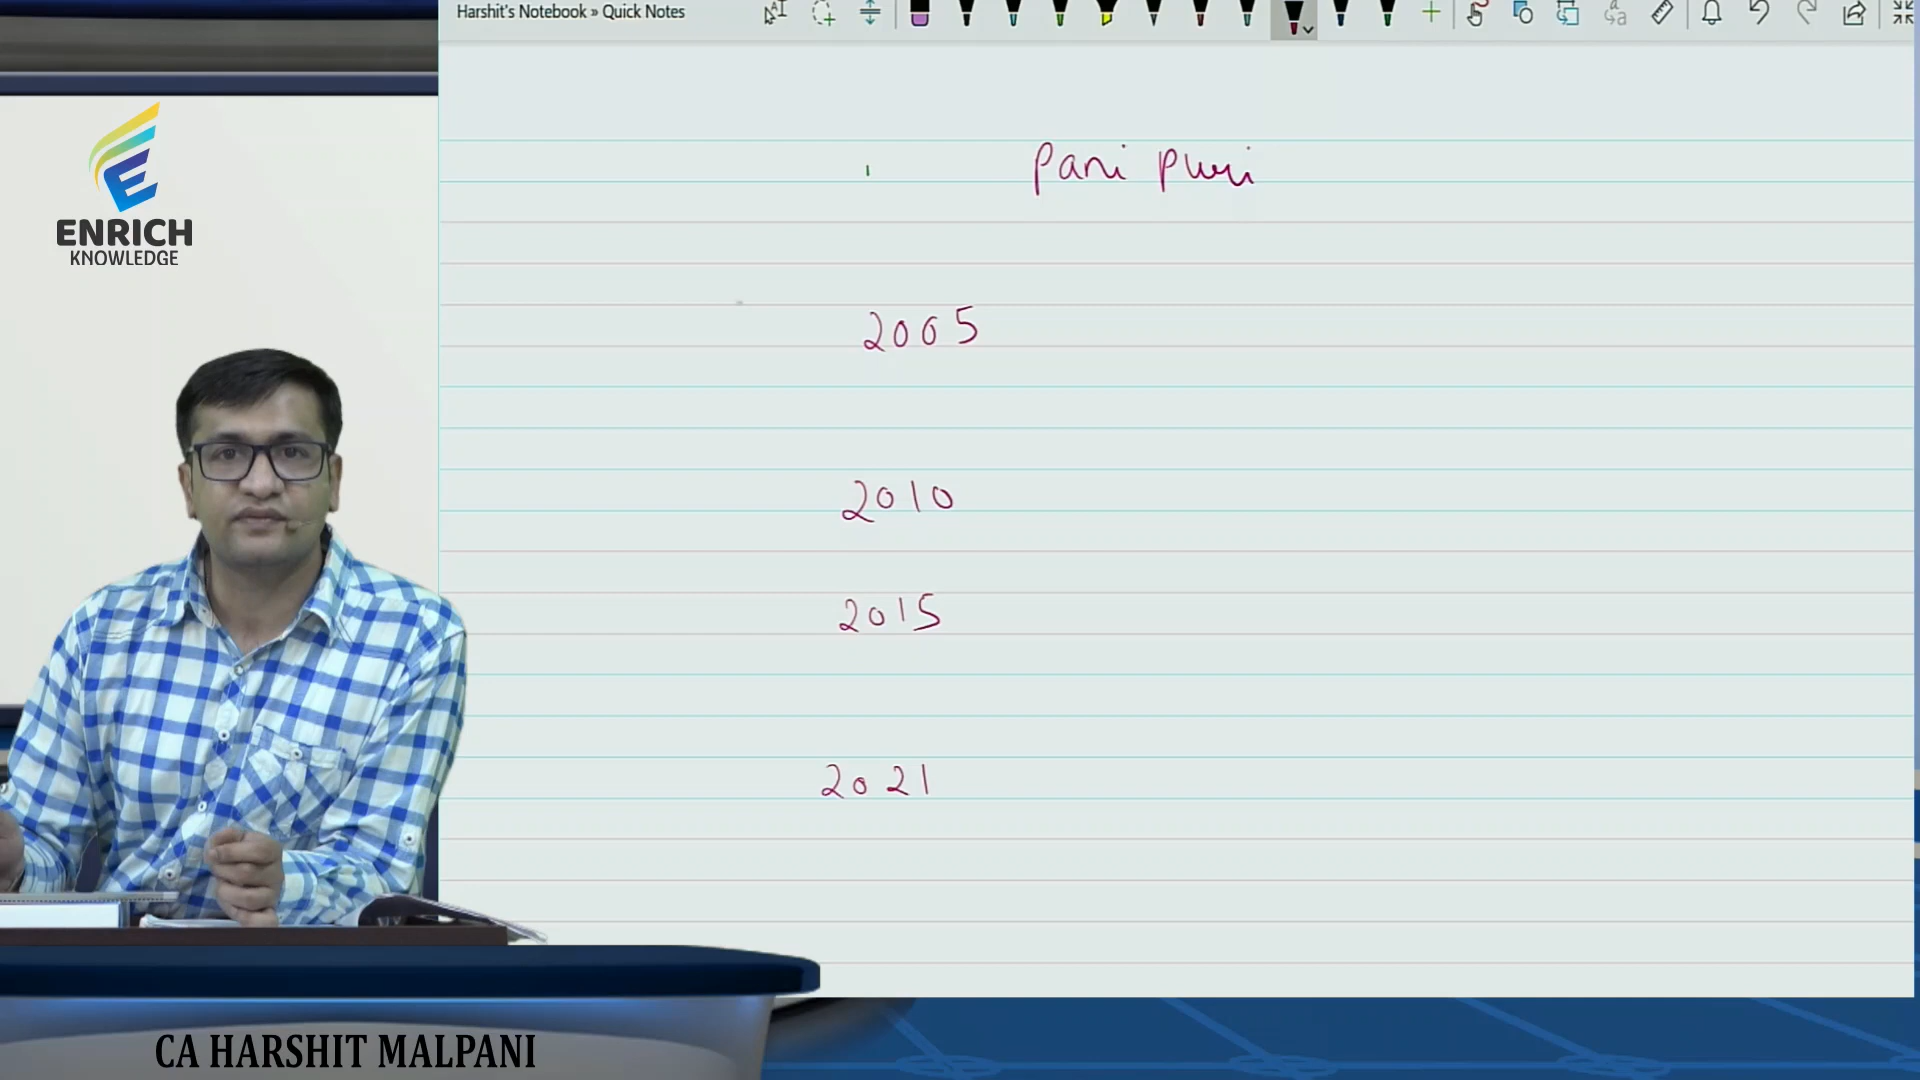 Harshit's Notebook » Quick Notes
ENRICH
KNOWLEDGE
Pani Puri
2005
2010
2015
2021
CA HARSHIT MALPANI